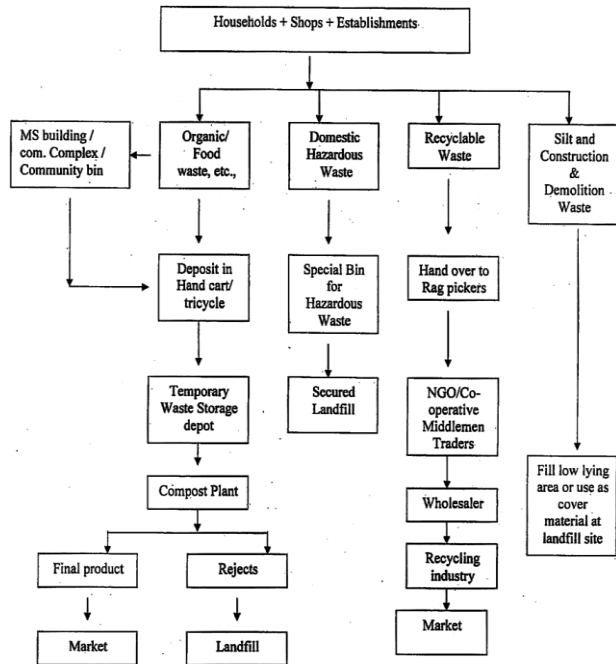 Households + Shops + Establishments
MS building /
com. Complex /
Community bin
Organic/
Food
waste, etc.,
Domestic
Hazardous
Waste
Recyclable
Waste
Silt and
Construction
&
Demolition
Waste
Deposit in
Hand cart/
tricycle
Special Bin
for
Hazardous
Waste
Hand over to
Rag pickers
Temporary
Waste Storage
depot
Secured
Landfill
NGO/Co-
operative
Middlemen
Traders
Fill low lying
area or use as
cover
material at
landfill site
Compost Plant
Wholesaler
Final product
Rejects
Recycling
industry
Market
Landfill
Market